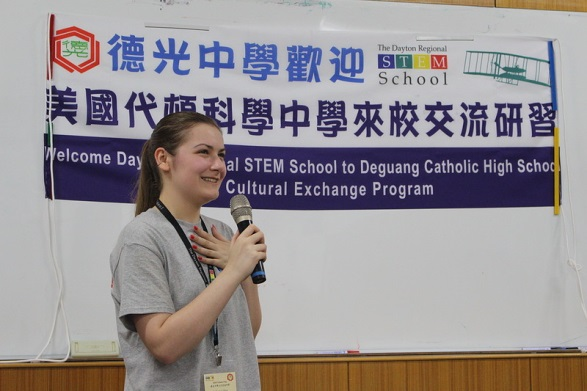 德光中學歡迎
The Dayton Regional
STEM
School
美國代頓科學中學來校交流研習
Welcome Day al STEM School to Deguang Catholic High School
Cultural Exchange Program